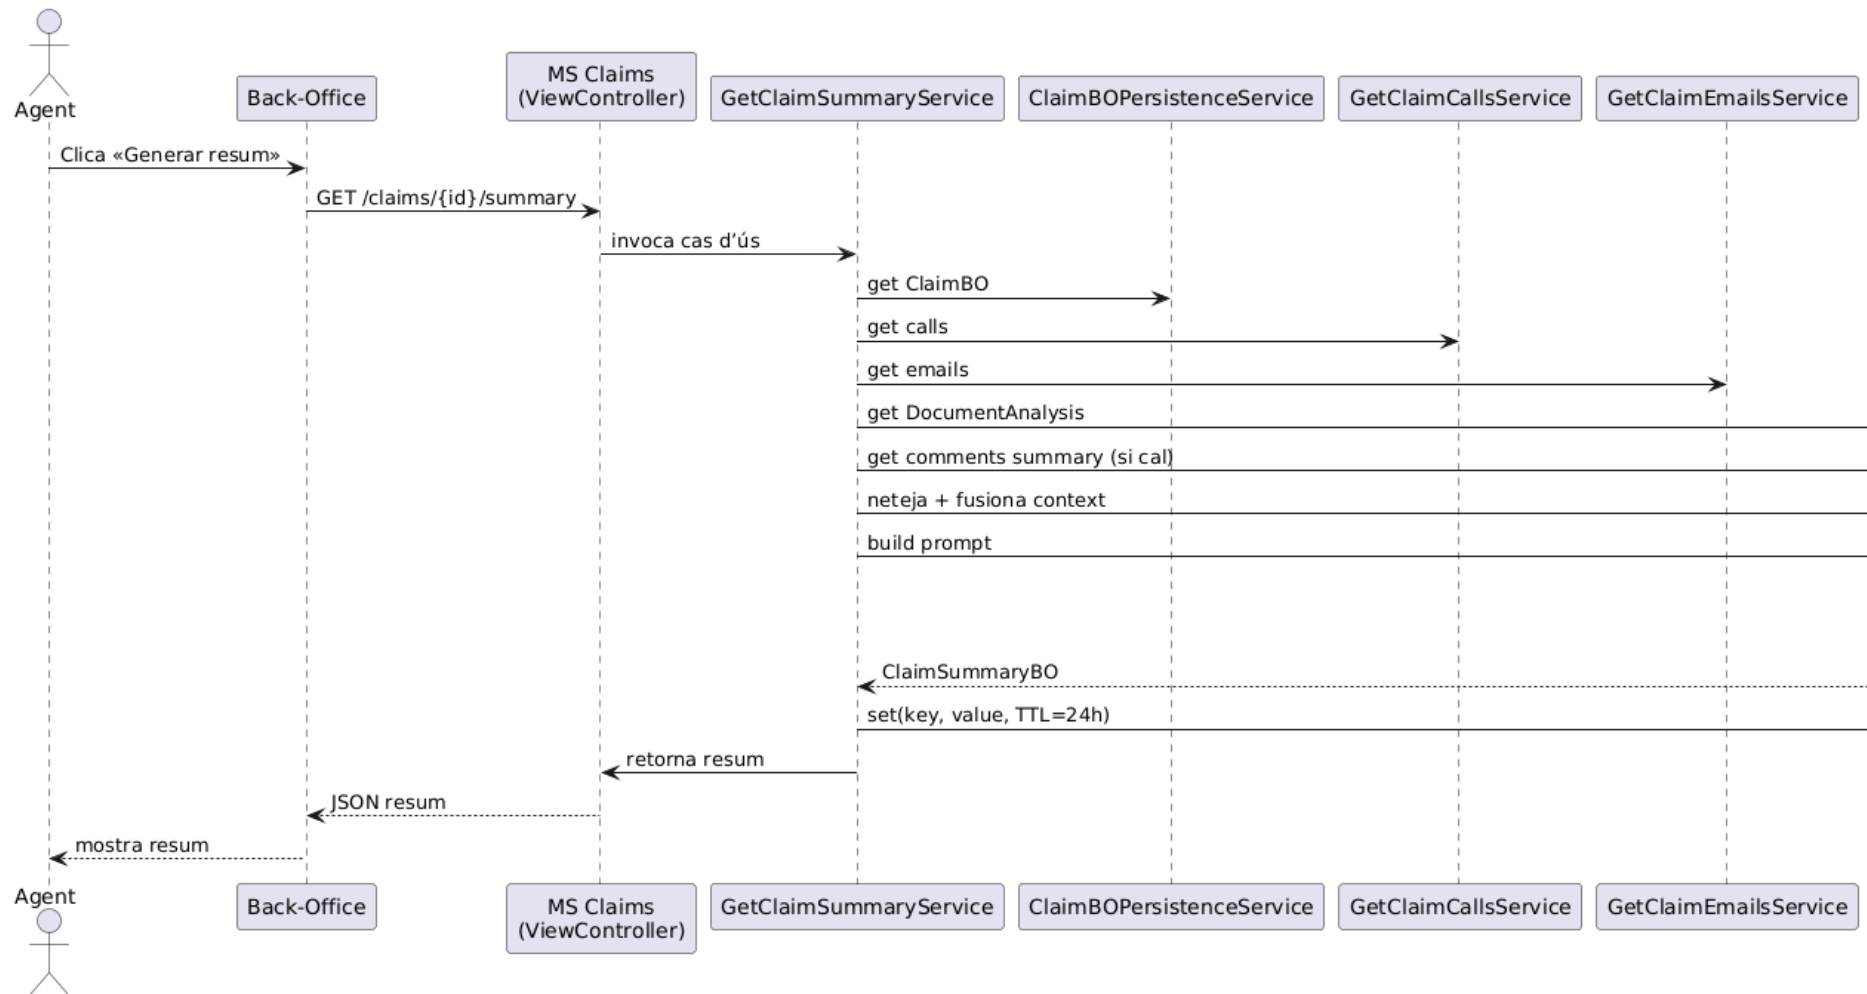 Agent
Back-Office
MS Claims
(ViewController)
GetClaimSummaryService
ClaimBOPersistenceService
GetClaimCallsService
GetClaimEmailsService
Clica «Generar resum»
GET /claims/{id}/summary
invoca cas d’ús
get ClaimBO
get calls
get emails
get DocumentAnalysis
get comments summary (si cal)
neteja + fusiona context
build prompt
ClaimSummaryBO
set(key, value, TTL=24h)
retorna resum
JSON resum
mostra resum
Agent
Back-Office
MS Claims
(ViewController)
GetClaimSummaryService
ClaimBOPersistenceService
GetClaimCallsService
GetClaimEmailsService